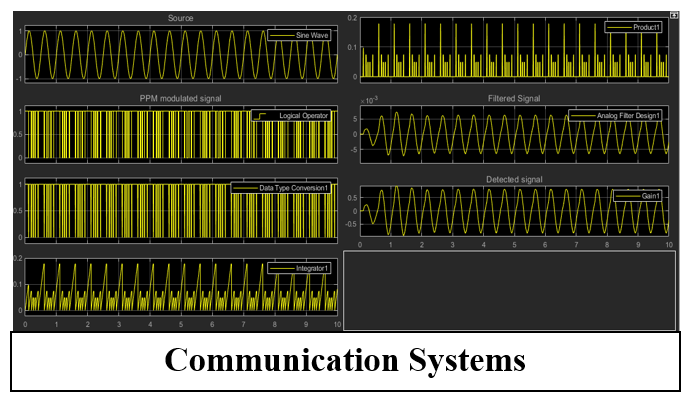 Source
1
0
-1
Sine Wave
PPM modulated signal
1
0.5
0
Logical Operator
1
0.5
0
Data Type Conversion1
0.2
0.1
0
Integrator1
0 1 2 3 4 5 6 7 8 9 10
0.2
0.1
0
Product1
Filtered Signal
×10⁻³
5
0
-5
Analog Filter Design1
Detected signal
0.5
0
-0.5
Gain1
0 1 2 3 4 5 6 7 8 9 10
Communication Systems